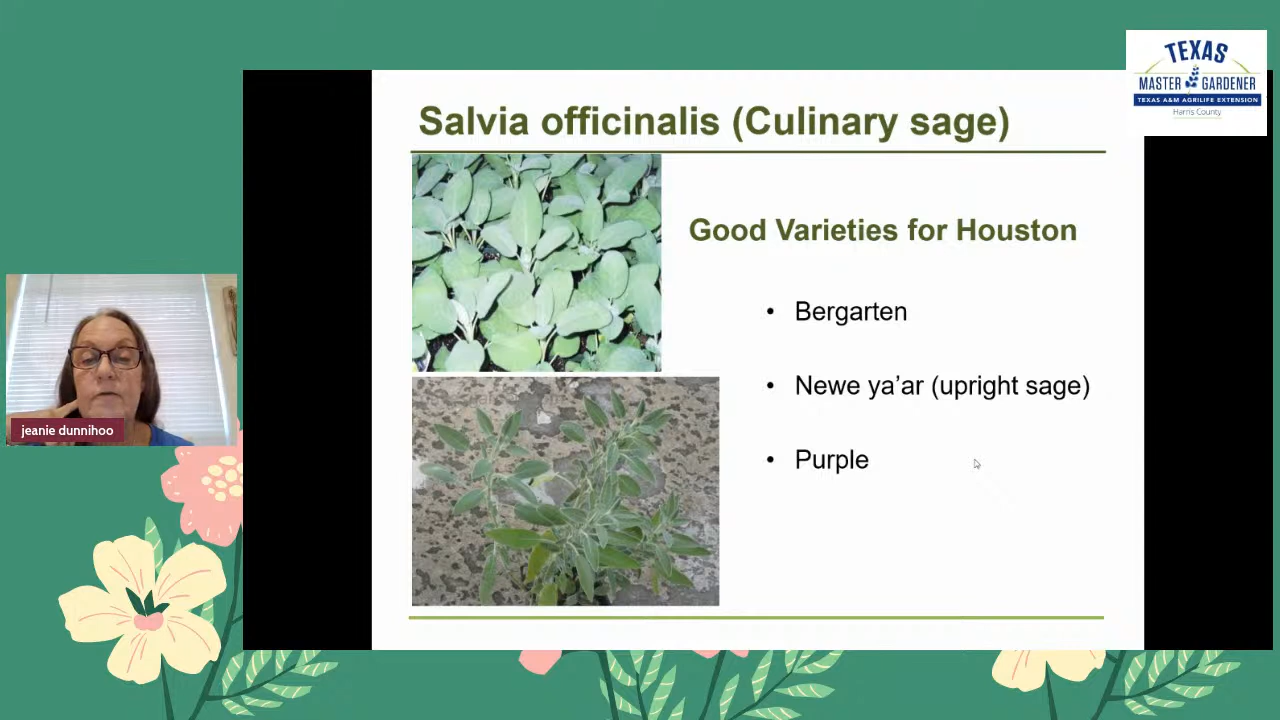 TEXAS
MASTER GARDENER
TEXAS A&M AGRILIFE EXTENSION
Harris County
Salvia officinalis (Culinary sage)
Good Varieties for Houston
• Bergarten
• Newe ya’ar (upright sage)
• Purple
jeanie dunnihoo